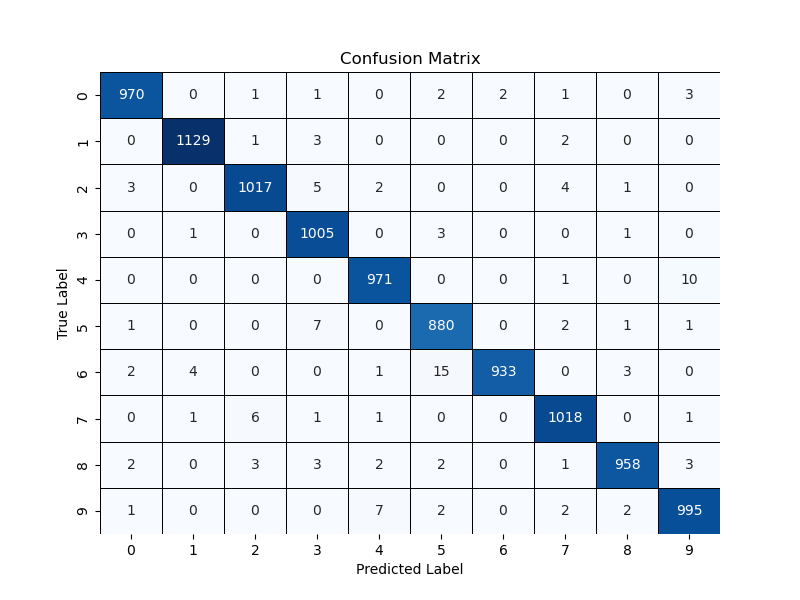 Confusion Matrix
0 970 0 1 1 0 2 2 1 0 3
1 0 1129 1 3 0 0 0 2 0 0
2 3 0 1017 5 2 0 0 4 1 0
3 0 1 0 1005 0 3 0 0 1 0
4 0 0 0 0 971 0 0 1 0 10
5 1 0 0 7 0 880 0 2 1 1
6 2 4 0 0 1 15 933 0 3 0
7 0 1 6 1 1 0 0 1018 0 1
8 2 0 3 3 2 2 0 1 958 3
9 1 0 0 0 7 2 0 2 2 995
0 1 2 3 4 5 6 7 8 9
Predicted Label
True Label